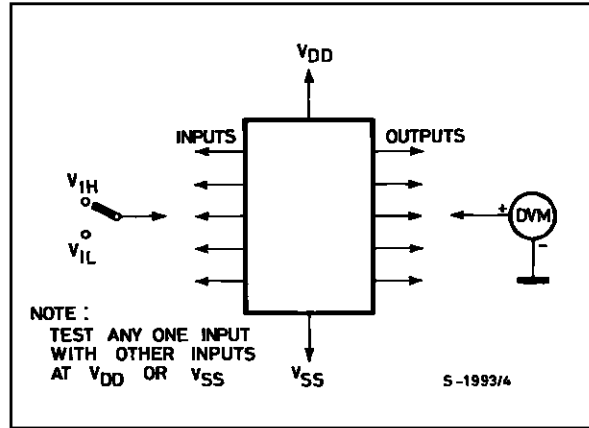 VDD
INPUTS
OUTPUTS
VIH
+ DVM
-
VIL
NOTE :
TEST ANY ONE INPUT
WITH OTHER INPUTS
AT VDD OR VSS
VSS
S-1993/4